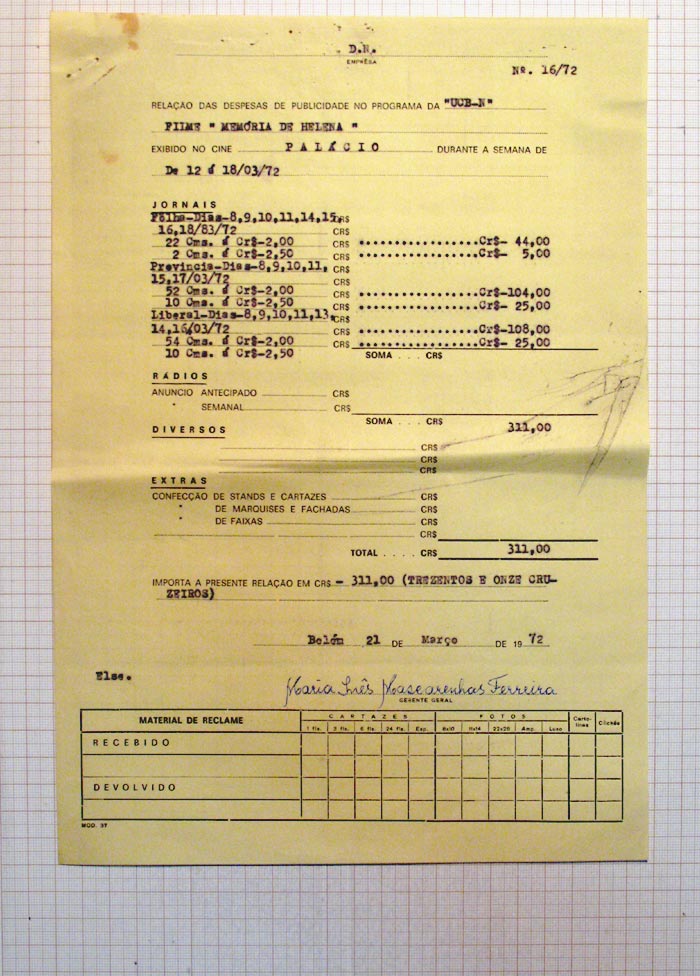 D.N.
EMPRÊSA
Nº. 16/72
RELAÇÃO DAS DESPESAS DE PUBLICIDADE NO PROGRAMA DA "UCB-N"
FILME " MEMÓRIA DE HELENA "
EXIBIDO NO CINE PALÁCIO DURANTE A SEMANA DE
De 12 á 18/03/72
JORNAIS
Fôlha-Dias-8,9,10,11,14,15, CR$
16,18/83/72 CR$
22 Cms. á Cr$-2,00 CR$ .................Cr$- 44,00
2 Cms. á Cr$-2,50 CR$ .................Cr$- 5,00
Provincia-Dias-8,9,10,11,
15,17/03/72 CR$
52 Cms. á Cr$-2,00 CR$ .................Cr$-104,00
10 Cms. á Cr$-2,50 CR$ .................Cr$- 25,00
Liberal-Dias-8,9,10,11,13, CR$
14,16/03/72 CR$ .................Cr$-108,00
54 Cms. á Cr$-2,00 CR$ .................Cr$- 25,00
10 Cms. á Cr$-2,50 SOMA . . . CR$
RÁDIOS
ANUNCIO ANTECIPADO CR$
" SEMANAL CR$
SOMA . . . CR$ 311,00
DIVERSOS
CR$
CR$
CR$
EXTRAS
CONFECÇÃO DE STANDS E CARTAZES CR$
" DE MARQUISES E FACHADAS CR$
" DE FAIXAS CR$
CR$
TOTAL . . . . CR$ 311,00
IMPORTA A PRESENTE RELAÇÃO EM CR$ - 311,00 (TREZENTOS E ONZE CRU-
ZEIROS)
Belém 21 DE Março DE 1972
Else.
Maria Inês Mascarenhas Ferreira
GERENTE GERAL
MATERIAL DE RECLAME CARTAZES FOTOS Carto- Clichês
1 fls. 3 fls. 6 fls. 24 fls. Esp. 8x10 11x14 22x28 Amp. Luxo linas
RECEBIDO
DEVOLVIDO
MOD. 37